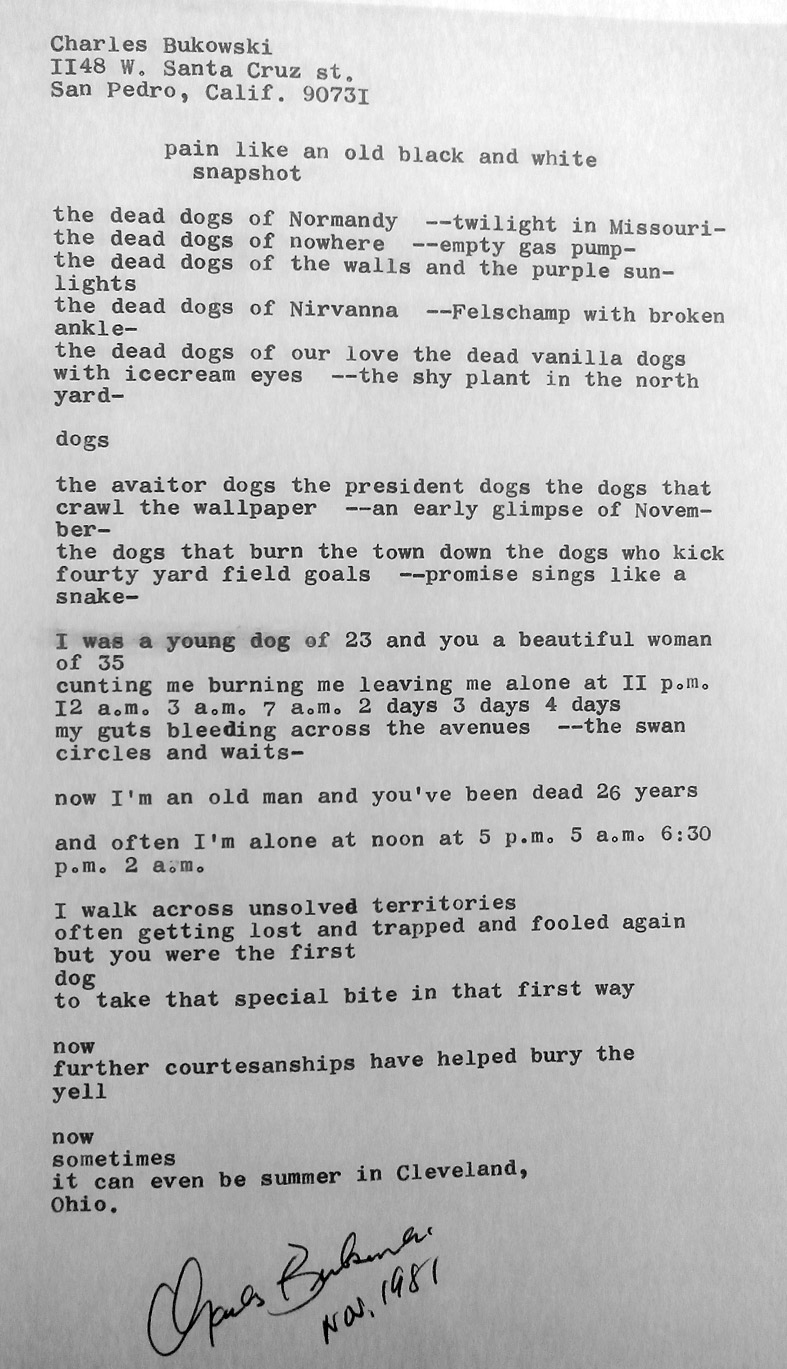 Charles Bukowski
II48 W. Santa Cruz st.
San Pedro, Calif. 9073I
pain like an old black and white
snapshot
the dead dogs of Normandy --twilight in Missouri-
the dead dogs of nowhere --empty gas pump-
the dead dogs of the walls and the purple sun-
lights
the dead dogs of Nirvanna --Felschamp with broken
ankle-
the dead dogs of our love the dead vanilla dogs
with icecream eyes --the shy plant in the north
yard-
dogs
the avaitor dogs the president dogs the dogs that
crawl the wallpaper --an early glimpse of Novem-
ber-
the dogs that burn the town down the dogs who kick
fourty yard field goals --promise sings like a
snake-
I was a young dog of 23 and you a beautiful woman
of 35
cunting me burning me leaving me alone at II p.m.
I2 a.m. 3 a.m. 7 a.m. 2 days 3 days 4 days
my guts bleeding across the avenues --the swan
circles and waits-
now I'm an old man and you've been dead 26 years
and often I'm alone at noon at 5 p.m. 5 a.m. 6:30
p.m. 2 a.m.
I walk across unsolved territories
often getting lost and trapped and fooled again
but you were the first
dog
to take that special bite in that first way
now
further courtesanships have helped bury the
yell
now
sometimes
it can even be summer in Cleveland,
Ohio.
Charles Bukowski
Nov. 1981